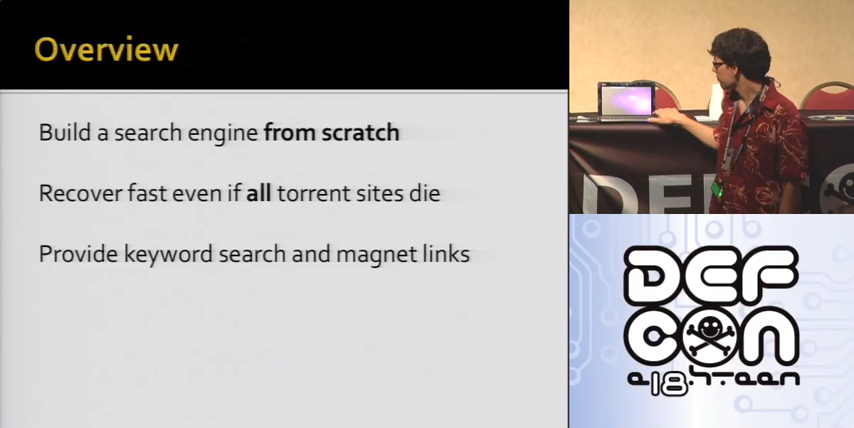 Overview
Build a search engine from scratch
Recover fast even if all torrent sites die
Provide keyword search and magnet links
DEF
DEF
CON